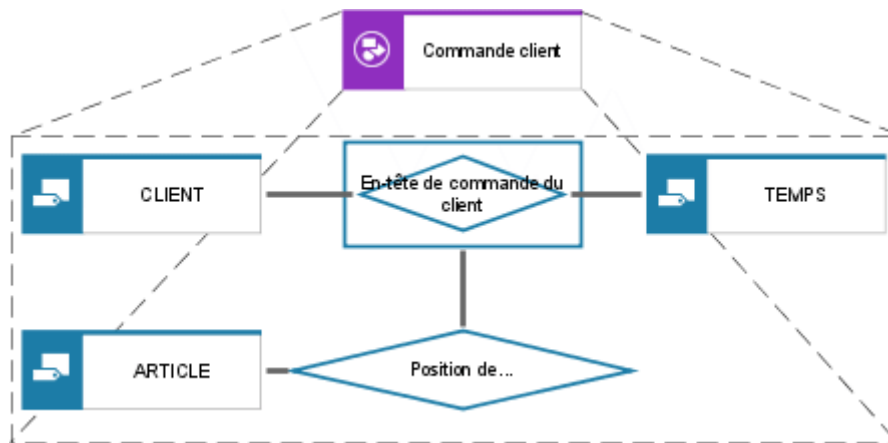 Commande client
CLIENT
En-tête de commande du
client
TEMPS
ARTICLE
Position de...